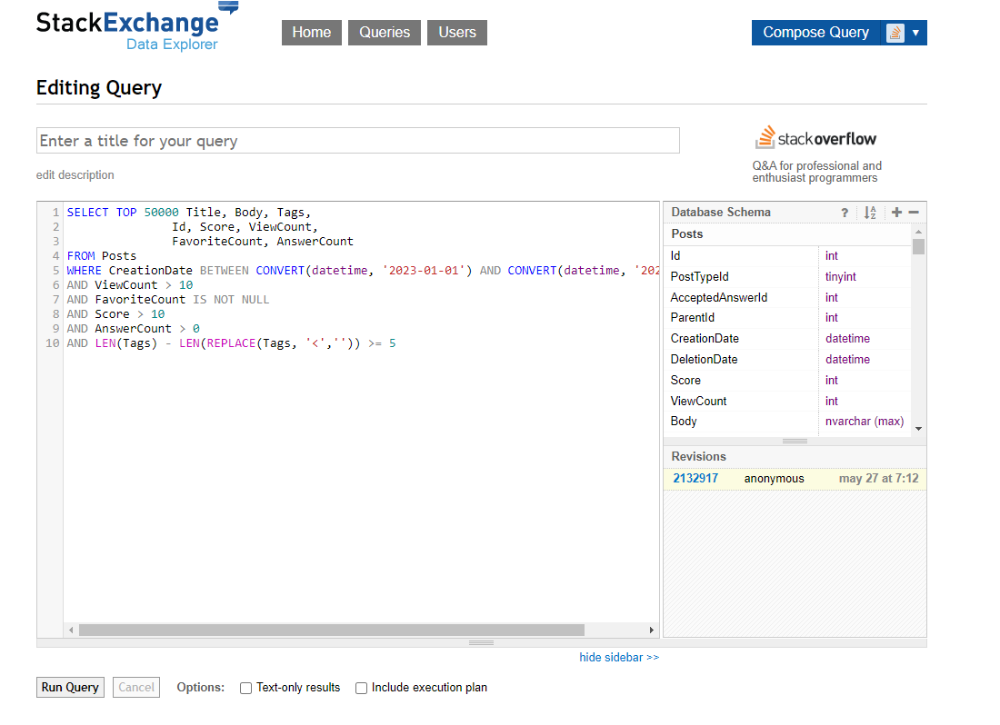 StackExchange
Data Explorer
Home Queries Users
Compose Query ▼
Editing Query
Enter a title for your query
edit description
stackoverflow
Q&A for professional and
enthusiast programmers
1 SELECT TOP 50000 Title, Body, Tags,
2 Id, Score, ViewCount,
3 FavoriteCount, AnswerCount
4 FROM Posts
5 WHERE CreationDate BETWEEN CONVERT(datetime, '2023-01-01') AND CONVERT(datetime, '202
6 AND ViewCount > 10
7 AND FavoriteCount IS NOT NULL
8 AND Score > 10
9 AND AnswerCount > 0
10 AND LEN(Tags) - LEN(REPLACE(Tags, '<','')) >= 5
Database Schema ? ↓A Z + −
Posts
Id int
PostTypeId tinyint
AcceptedAnswerId int
ParentId int
CreationDate datetime
DeletionDate datetime
Score int
ViewCount int
Body nvarchar (max)
Revisions
2132917 anonymous may 27 at 7:12
hide sidebar >>
Run Query Cancel Options: Text-only results Include execution plan